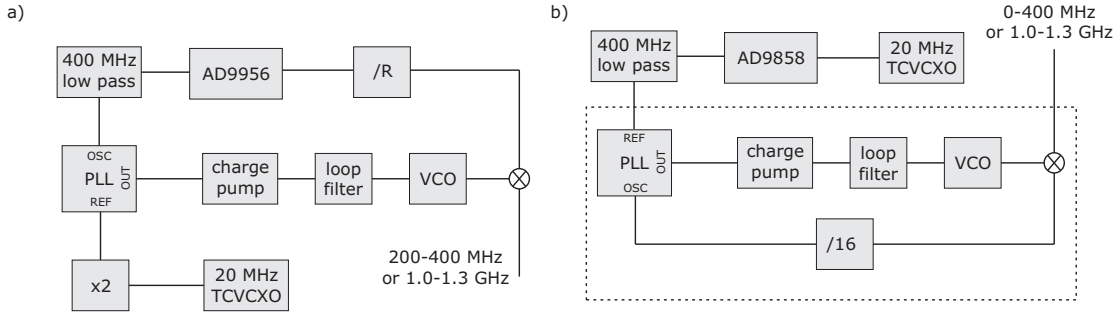 a)
400 MHz
low pass
AD9956
/R
OSC
PLL
OUT
REF
charge
pump
loop
filter
VCO
x2
20 MHz
TCVCXO
200-400 MHz
or 1.0-1.3 GHz
b)
0-400 MHz
or 1.0-1.3 GHz
400 MHz
low pass
AD9858
20 MHz
TCVCXO
REF
PLL
OUT
OSC
charge
pump
loop
filter
VCO
/16